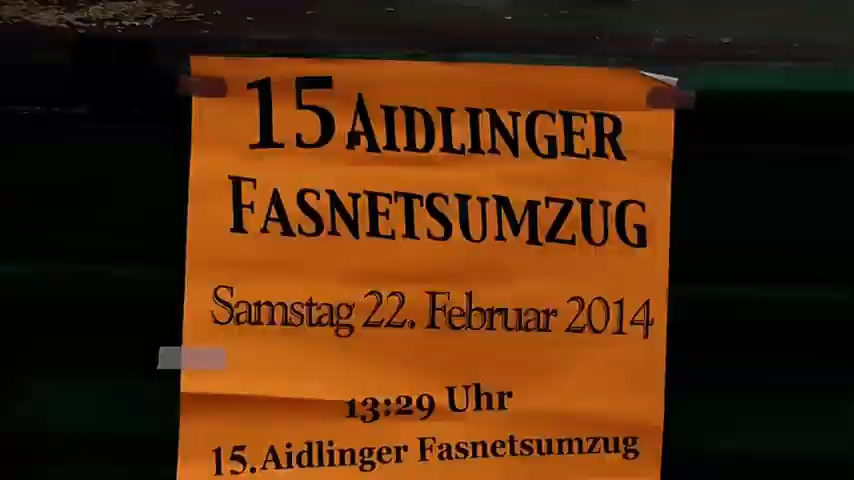 15 AIDLINGER
FASNETSUMZUG
Samstag 22. Februar 2014
13:29 Uhr
15.Aidlinger Fasnetsumzug